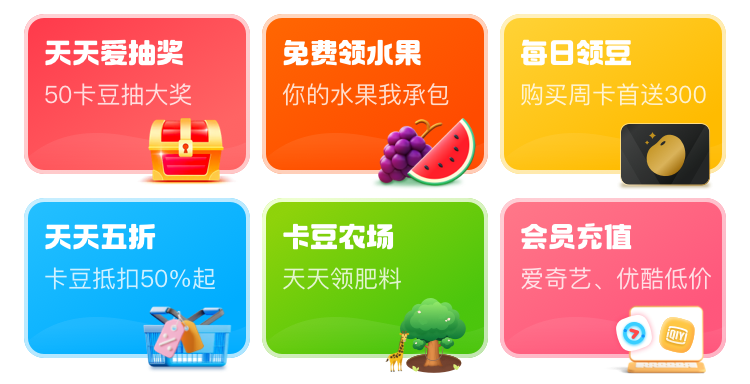 天天爱抽奖
50卡豆抽大奖
免费领水果
你的水果我承包
每日领豆
购买周卡首送300
天天五折
卡豆抵扣50%起
卡豆农场
天天领肥料
会员充值
爱奇艺、优酷低价
QIY